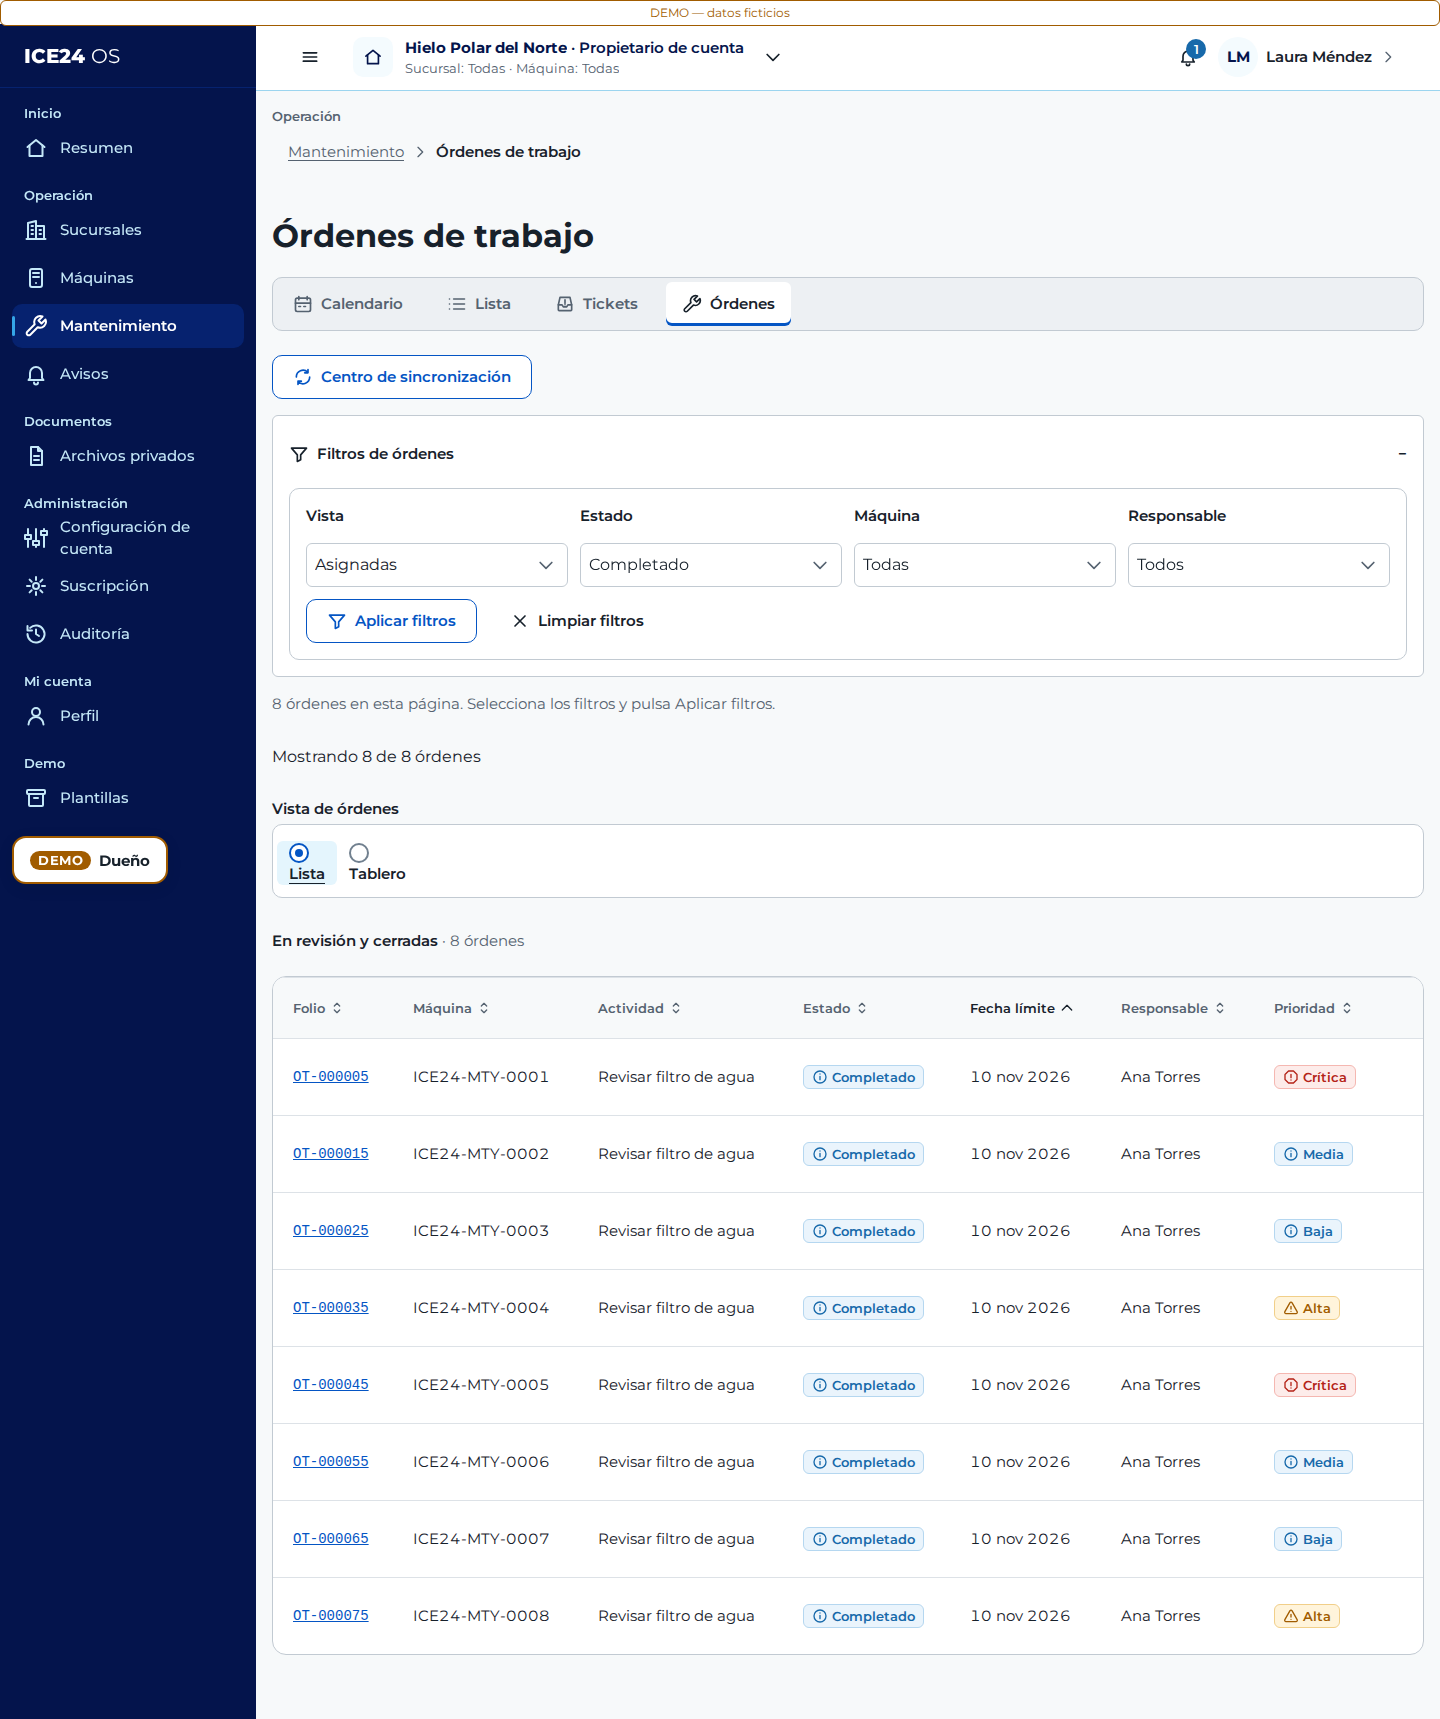 DEMO — datos ficticios
ICE24 OS
Inicio
Resumen
Operación
Sucursales
Máquinas
Mantenimiento
Avisos
Documentos
Archivos privados
Administración
Configuración de
cuenta
Suscripción
Auditoría
Mi cuenta
Perfil
Demo
Plantillas
DEMO Dueño
Hielo Polar del Norte · Propietario de cuenta
Sucursal: Todas · Máquina: Todas
1
LM Laura Méndez
Operación
Mantenimiento > Órdenes de trabajo
Órdenes de trabajo
Calendario Lista Tickets Órdenes
Centro de sincronización
Filtros de órdenes −
Vista Estado Máquina Responsable
Asignadas Completado Todas Todos
Aplicar filtros Limpiar filtros
8 órdenes en esta página. Selecciona los filtros y pulsa Aplicar filtros.
Mostrando 8 de 8 órdenes
Vista de órdenes
Lista Tablero
En revisión y cerradas · 8 órdenes
Folio Máquina Actividad Estado Fecha límite Responsable Prioridad
OT-000005 ICE24-MTY-0001 Revisar filtro de agua Completado 10 nov 2026 Ana Torres Crítica
OT-000015 ICE24-MTY-0002 Revisar filtro de agua Completado 10 nov 2026 Ana Torres Media
OT-000025 ICE24-MTY-0003 Revisar filtro de agua Completado 10 nov 2026 Ana Torres Baja
OT-000035 ICE24-MTY-0004 Revisar filtro de agua Completado 10 nov 2026 Ana Torres Alta
OT-000045 ICE24-MTY-0005 Revisar filtro de agua Completado 10 nov 2026 Ana Torres Crítica
OT-000055 ICE24-MTY-0006 Revisar filtro de agua Completado 10 nov 2026 Ana Torres Media
OT-000065 ICE24-MTY-0007 Revisar filtro de agua Completado 10 nov 2026 Ana Torres Baja
OT-000075 ICE24-MTY-0008 Revisar filtro de agua Completado 10 nov 2026 Ana Torres Alta